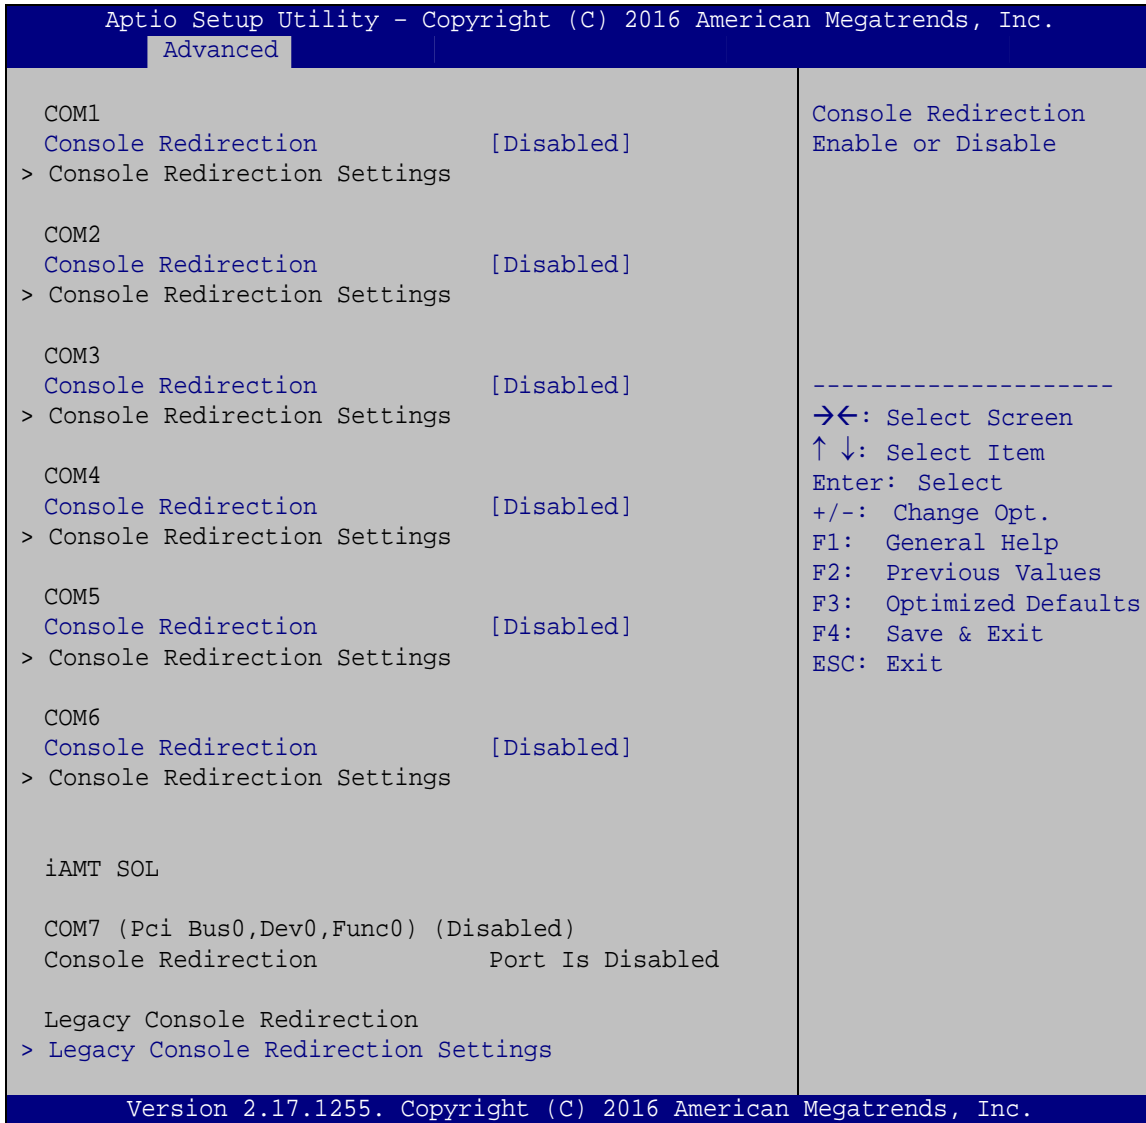 Aptio Setup Utility – Copyright (C) 2016 American Megatrends, Inc.
Advanced
COM1
Console Redirection [Disabled]
> Console Redirection Settings
COM2
Console Redirection [Disabled]
> Console Redirection Settings
COM3
Console Redirection [Disabled]
> Console Redirection Settings
COM4
Console Redirection [Disabled]
> Console Redirection Settings
COM5
Console Redirection [Disabled]
> Console Redirection Settings
COM6
Console Redirection [Disabled]
> Console Redirection Settings
iAMT SOL
COM7 (Pci Bus0,Dev0,Func0) (Disabled)
Console Redirection Port Is Disabled
Legacy Console Redirection
> Legacy Console Redirection Settings
Console Redirection
Enable or Disable
---------------------
→←: Select Screen
↑ ↓: Select Item
Enter: Select
+/-: Change Opt.
F1: General Help
F2: Previous Values
F3: Optimized Defaults
F4: Save & Exit
ESC: Exit
Version 2.17.1255. Copyright (C) 2016 American Megatrends, Inc.